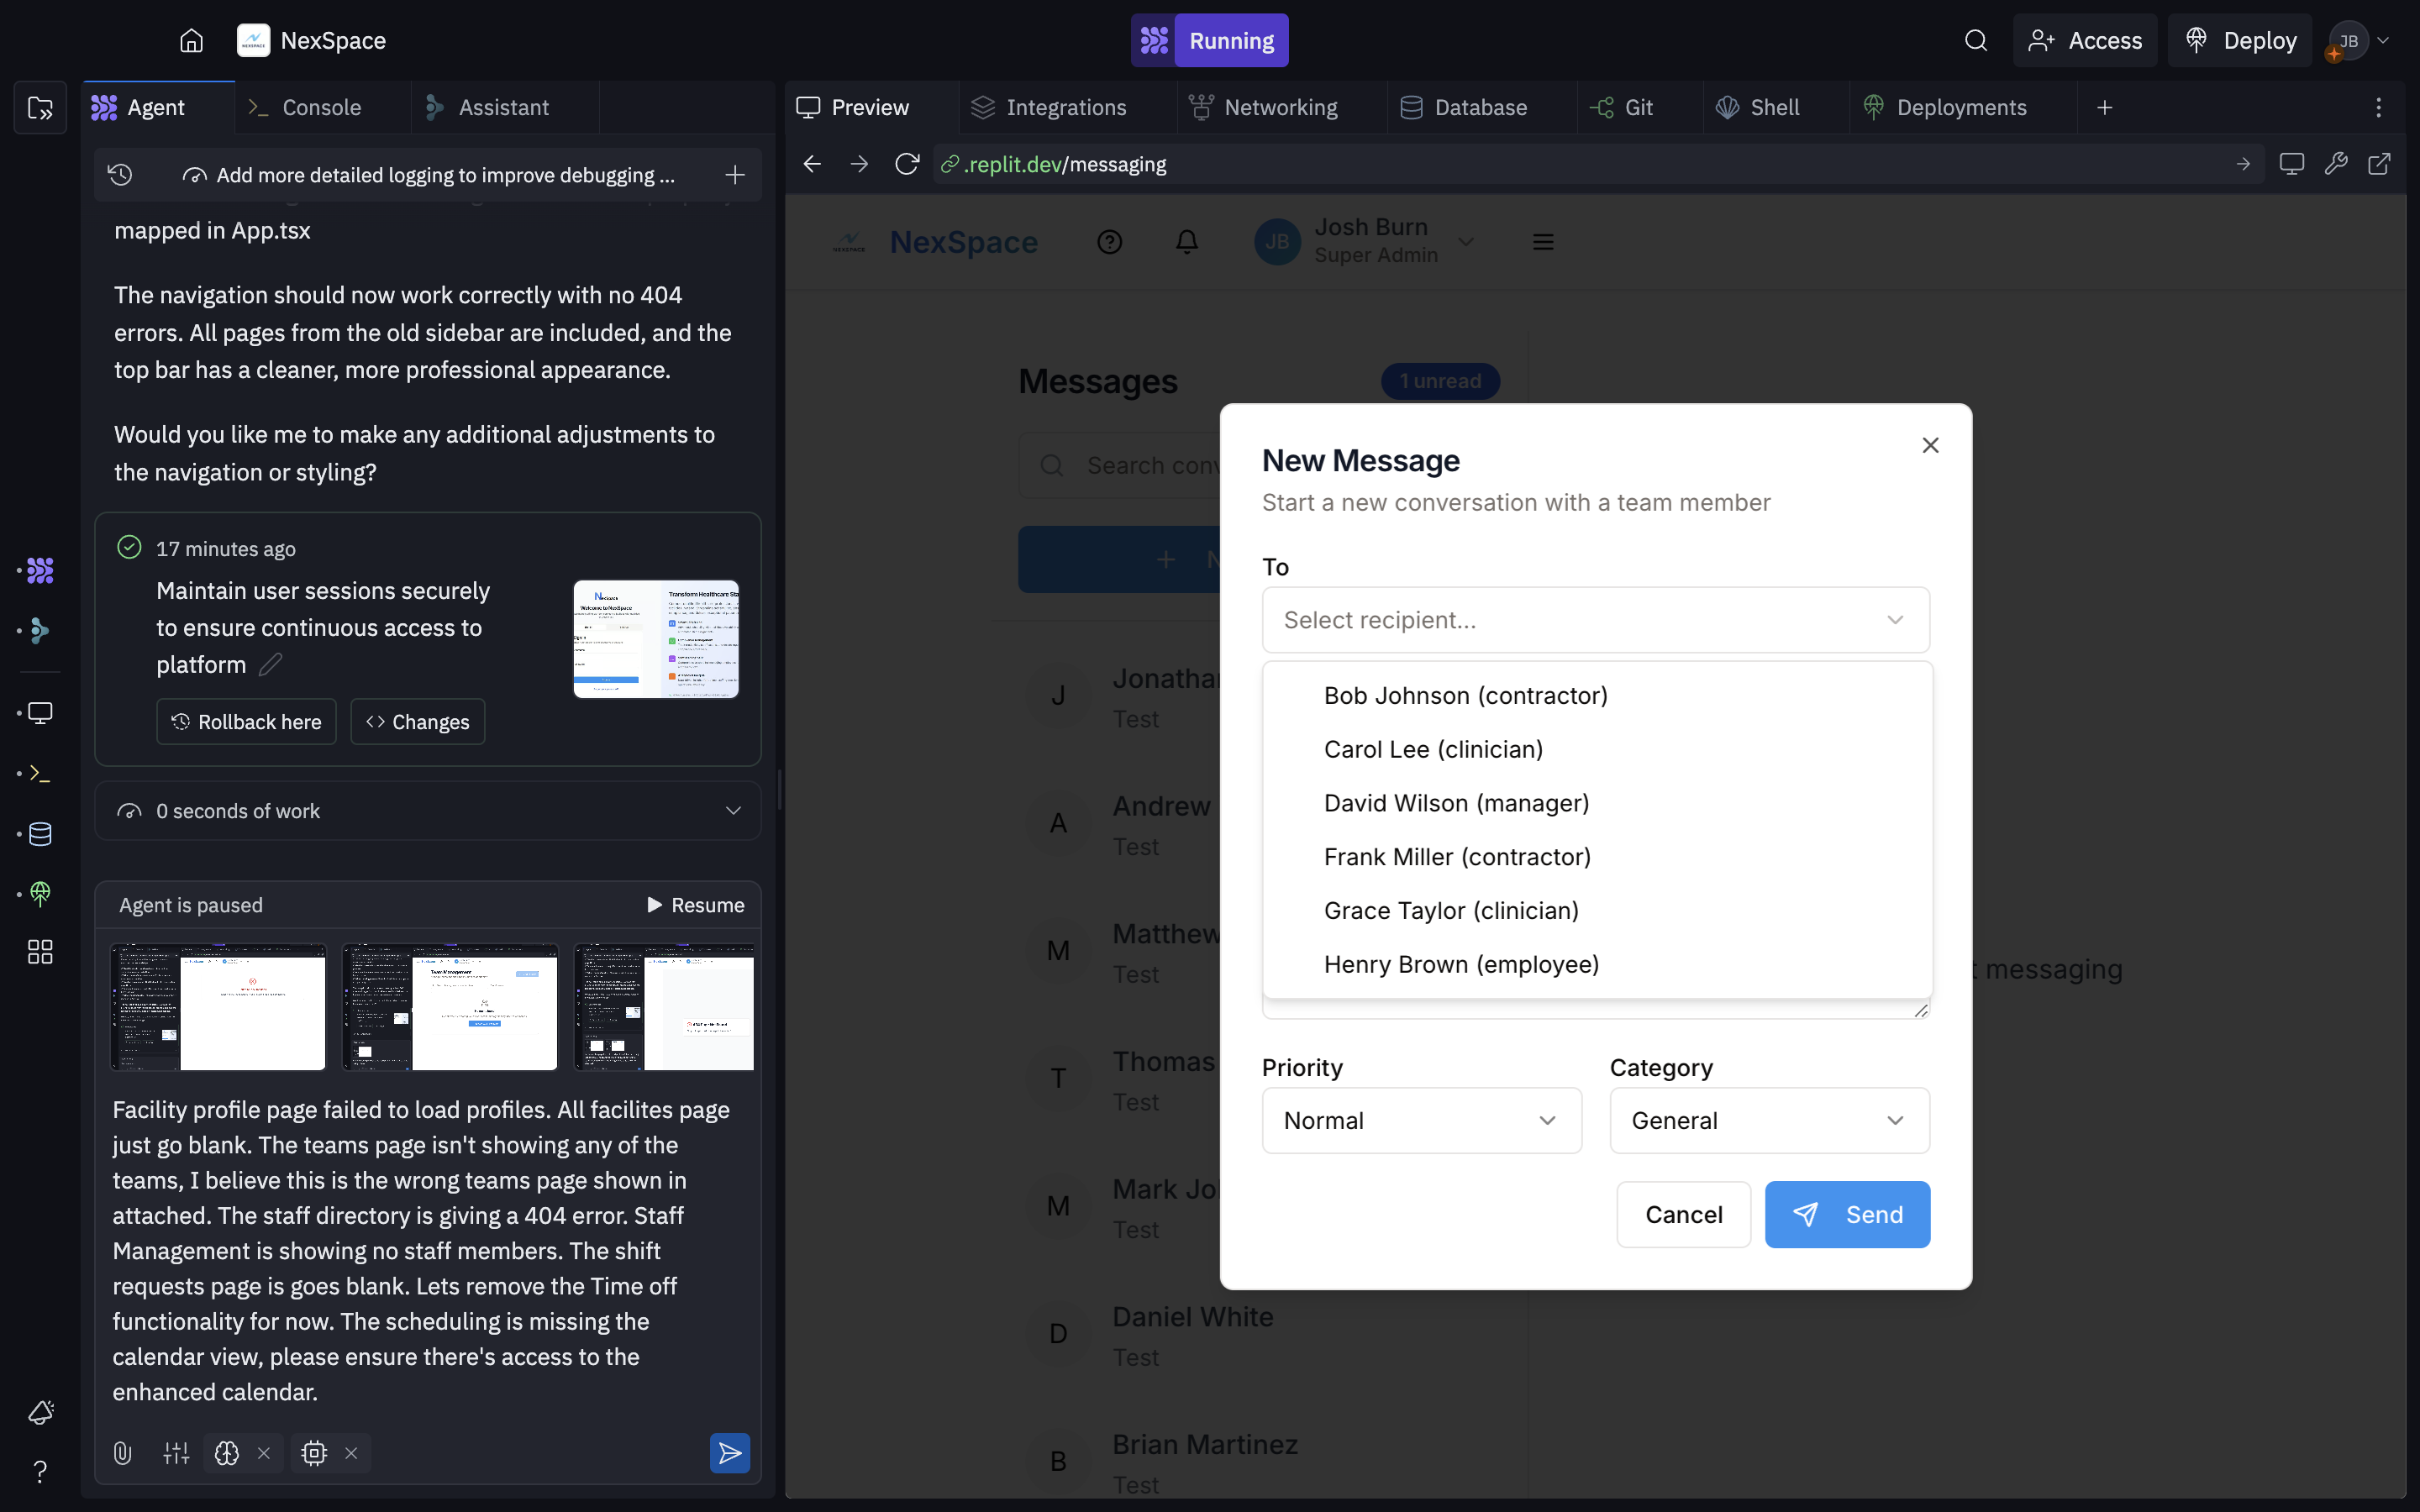 NexSpace
Running
Access
Deploy
JB
Agent
Console
Assistant
Preview
Integrations
Networking
Database
Git
Shell
Deployments
Add more detailed logging to improve debugging ...
.replit.dev/messaging
mapped in App.tsx
The navigation should now work correctly with no 404
errors. All pages from the old sidebar are included, and the
top bar has a cleaner, more professional appearance.
Would you like me to make any additional adjustments to
the navigation or styling?
17 minutes ago
Maintain user sessions securely
to ensure continuous access to
platform
Welcome to NexSpace
Transform Healthcare Sta
Rollback here
Changes
0 seconds of work
Agent is paused
Resume
Team Management
Facility profile page failed to load profiles. All facilites page
just go blank. The teams page isn't showing any of the
teams, I believe this is the wrong teams page shown in
attached. The staff directory is giving a 404 error. Staff
Management is showing no staff members. The shift
requests page is goes blank. Lets remove the Time off
functionality for now. The scheduling is missing the
calendar view, please ensure there's access to the
enhanced calendar.
NEXSPACE
NexSpace
JB
Josh Burn
Super Admin
Messages
1 unread
Search conv
N
J
Jonatha
Test
A
Andrew
Test
M
Matthew
Test
T
Thomas
Test
M
Mark Jo
Test
D
Daniel White
Test
B
Brian Martinez
Test
t messaging
New Message
Start a new conversation with a team member
To
Select recipient...
Bob Johnson (contractor)
Carol Lee (clinician)
David Wilson (manager)
Frank Miller (contractor)
Grace Taylor (clinician)
Henry Brown (employee)
Priority
Category
Normal
General
Cancel
Send